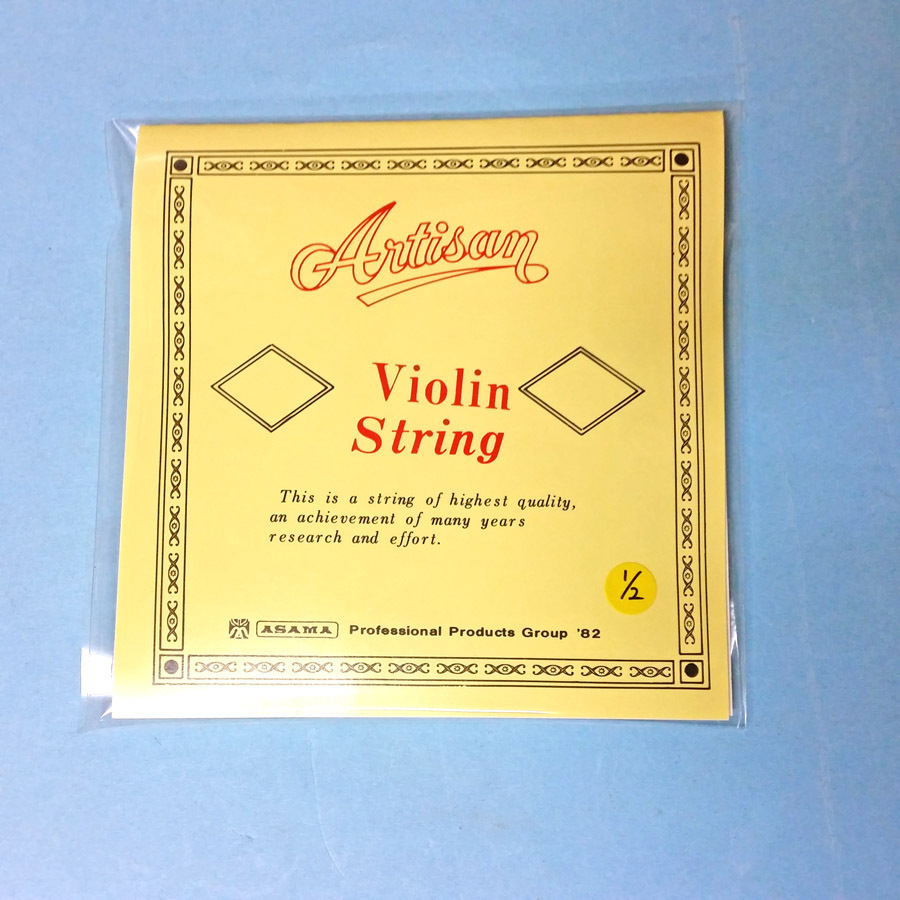 Artisan
Violin
String
This is a string of highest quality,
an achievement of many years
research and effort.
1/2
ASAMA Professional Products Group '82